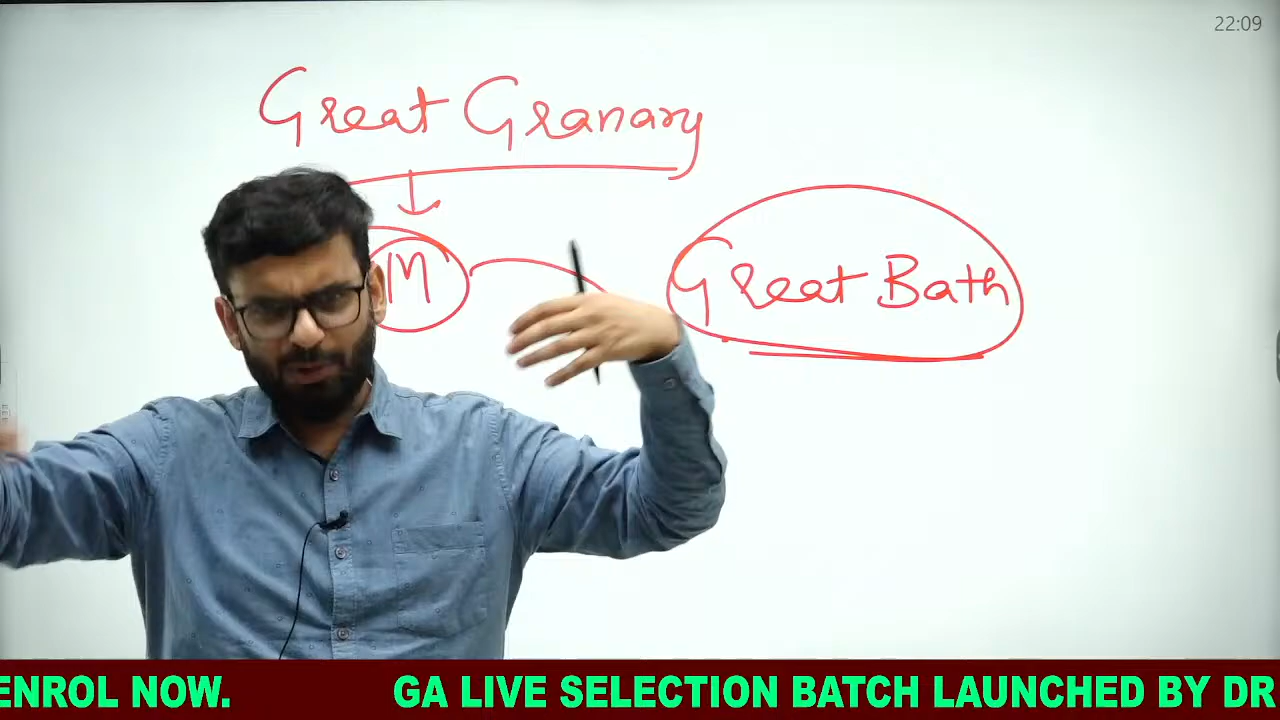 22:09
Great Granary
M
Great Bath
ENROL NOW. GA LIVE SELECTION BATCH LAUNCHED BY DR